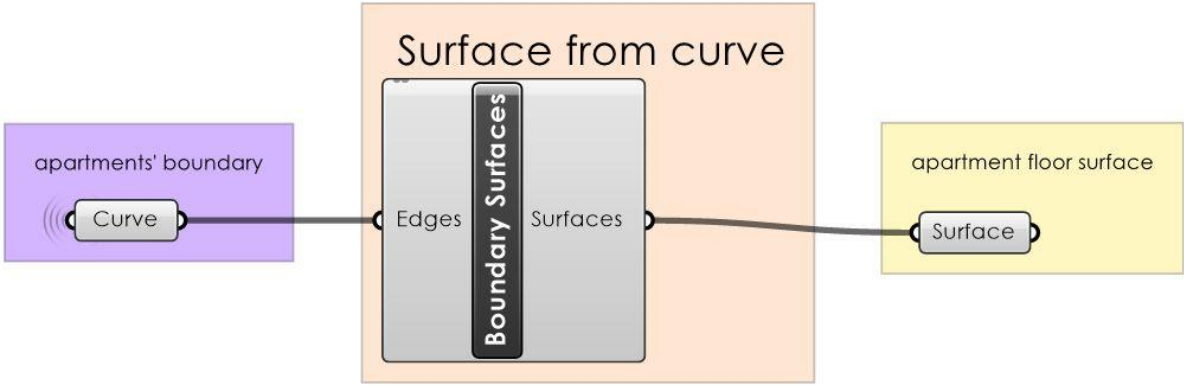 Surface from curve
apartments' boundary
Curve
Edges
Boundary Surfaces
Surfaces
apartment floor surface
Surface